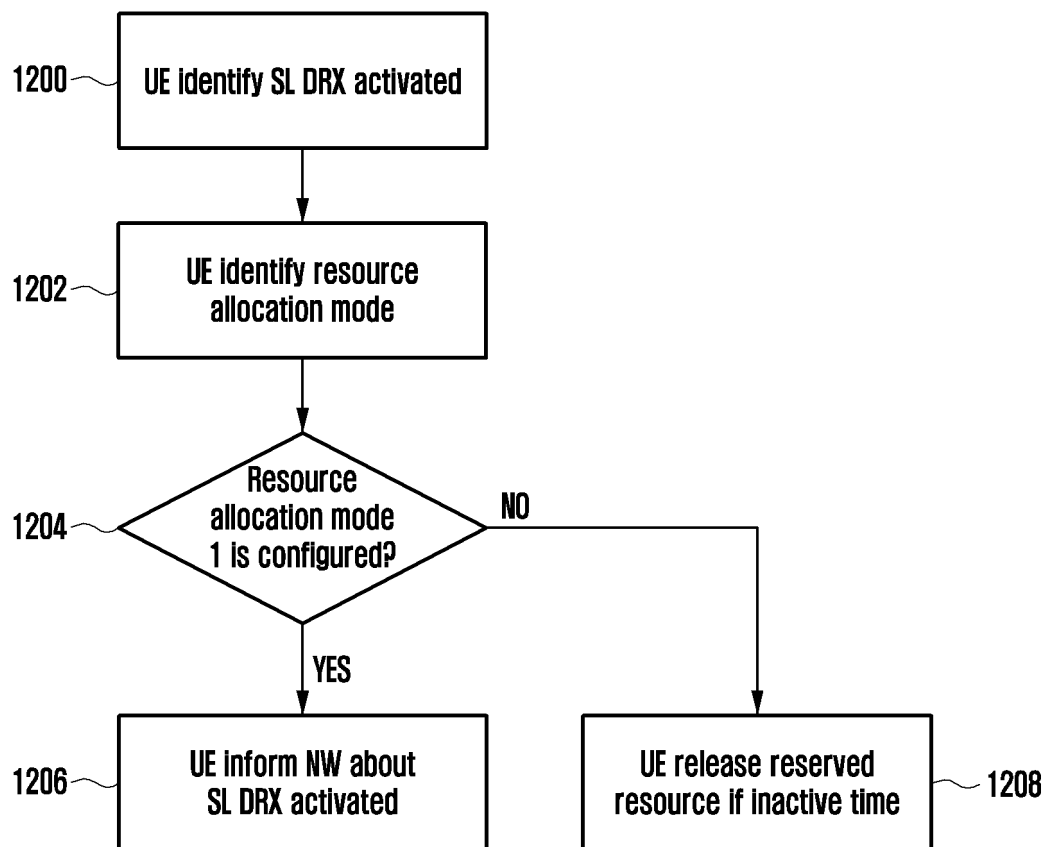 1200
UE identify SL DRX activated
1202
UE identify resource
allocation mode
1204
Resource
allocation mode
1 is configured?
NO
YES
1206
UE inform NW about
SL DRX activated
UE release reserved
resource if inactive time
1208